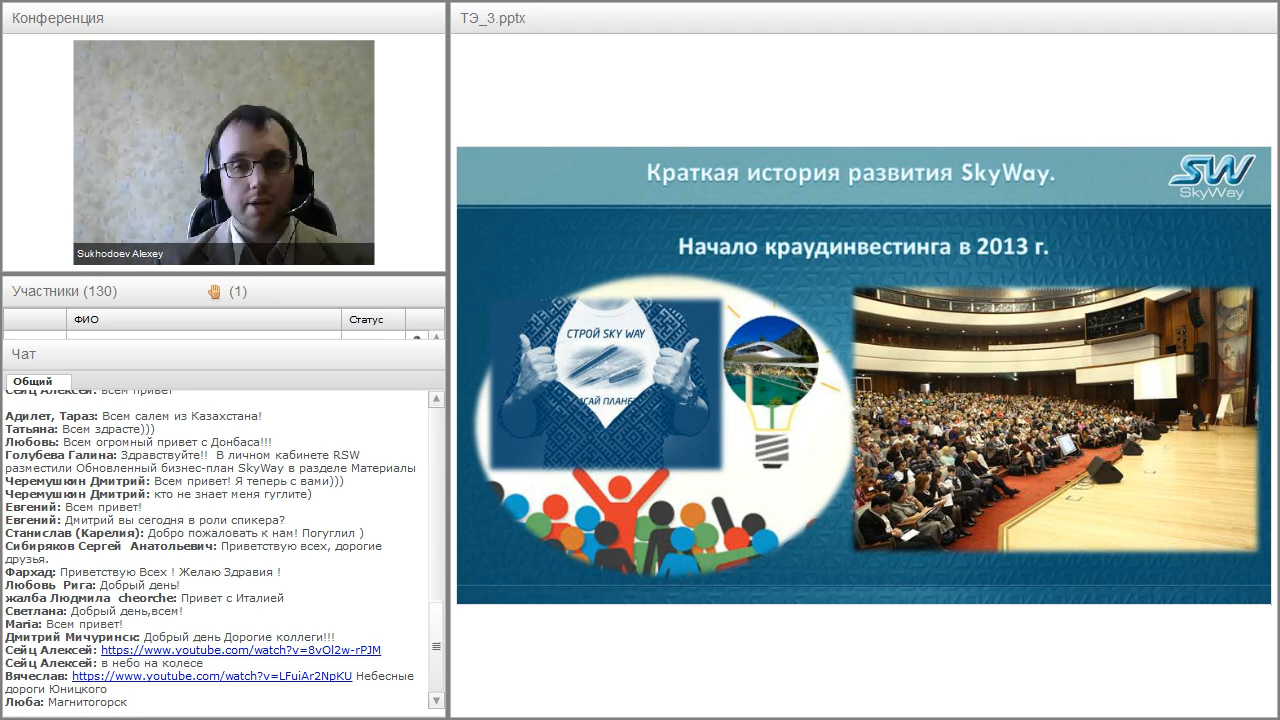 Конференция
Sukhodoev Alexey
Участники (130)
(1)
ФИО
Статус
Чат
Общий
Сейц Алексей: Всем привет
Адилет, Тараз: Всем салем из Казахстана!
Татьяна: Всем здрасте)))
Любовь: Всем огромный привет с Донбаса!!!
Голубева Галина: Здравствуйте!! В личном кабинете RSW
разместили Обновленный бизнес-план SkyWay в разделе Материалы
Черемушкин Дмитрий: Всем привет! Я теперь с вами)))
Черемушкин Дмитрий: кто не знает меня гуглите)
Евгений: Всем привет!
Евгений: Дмитрий вы сегодня в роли спикера?
Станислав (Карелия): Добро пожаловать к нам! Погуглил )
Сибиряков Сергей Анатольевич: Приветствую всех, дорогие
друзья.
Фархад: Приветствую Всех ! Желаю Здравия !
Любовь Рига: Добрый день!
жалба Людмила cheorche: Привет с Италией
Светлана: Добрый день,всем!
Maria: Всем привет!
Дмитрий Мичуринск: Добрый день Дорогие коллеги!!!
Сейц Алексей: https://www.youtube.com/watch?v=8vOl2w-rPJM
Сейц Алексей: в небо на колесе
Вячеслав: https://www.youtube.com/watch?v=LFuiAr2NpKU Небесные
дороги Юницкого
Люба: Магнитогорск
ТЭ_3.pptx
Краткая история развития SkyWay.
SW
SkyWay
Начало краудинвестинга в 2013 г.
СТРОЙ SKY WAY